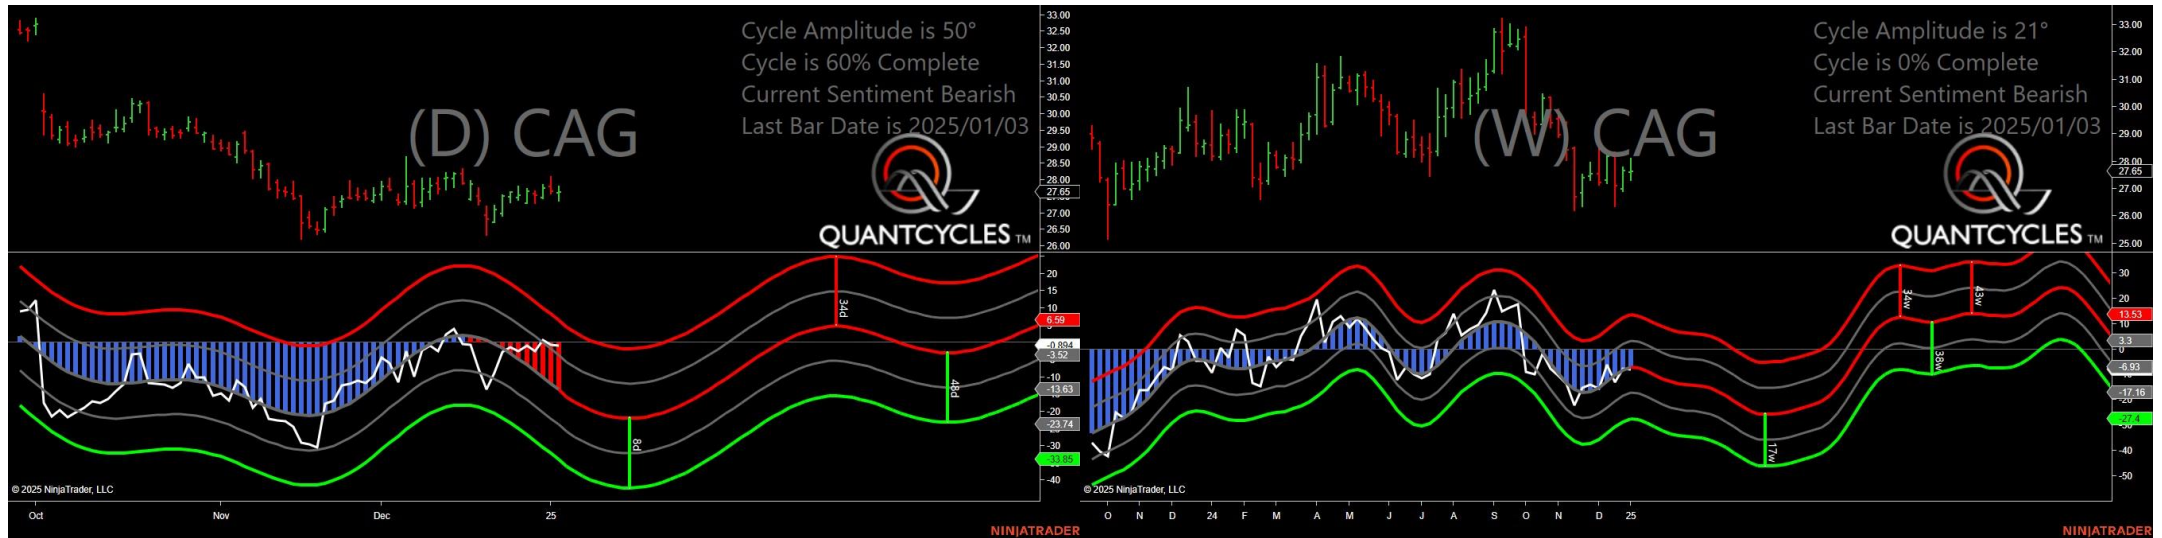 Cycle Amplitude is 50°
Cycle is 60% Complete
Current Sentiment Bearish
Last Bar Date is 2025/01/03
(D) CAG
QUANTCYCLES TM
33.00
32.50
32.00
31.50
31.00
30.50
30.00
29.50
29.00
28.50
28.00
27.65
27.00
26.50
26.00
20
15
10
6.59
-0.894
-3.52
-10
-13.63
-20
-23.74
-30
-33.85
-40
34d
48d
8d
© 2025 NinjaTrader, LLC
Oct Nov Dec 25
NINJATRADER
Cycle Amplitude is 21°
Cycle is 0% Complete
Current Sentiment Bearish
Last Bar Date is 2025/01/03
(W) CAG
QUANTCYCLES TM
33.00
32.00
31.00
30.00
29.00
28.00
27.65
27.00
26.00
25.00
30
20
13.53
10
3.3
0
-6.93
-17.16
-20
-27.4
-40
-50
34w
43w
38w
17w
© 2025 NinjaTrader, LLC
O N D 24 F M A M J J A S O N D 25
NINJATRADER